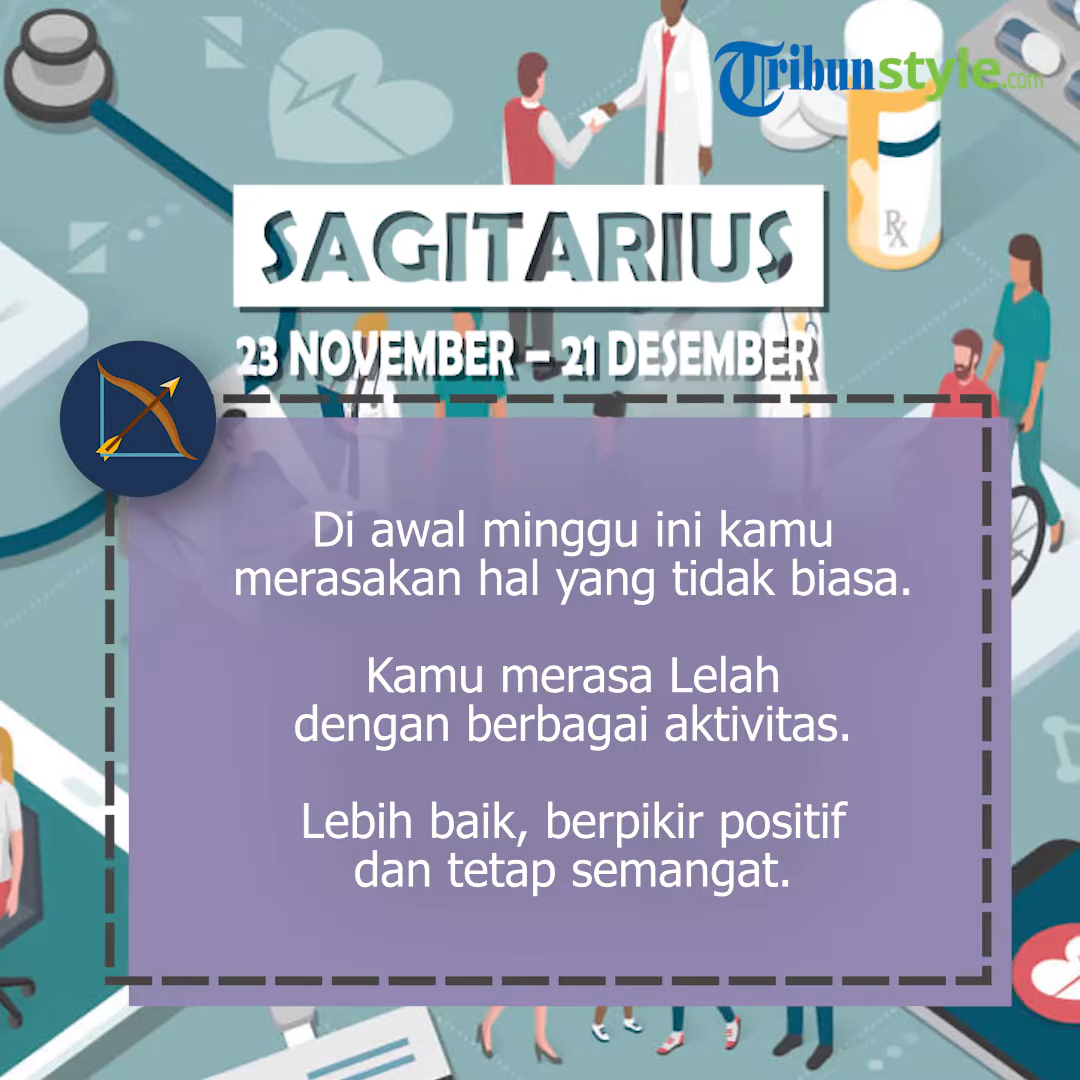 Tribunstyle.com
RX
SAGITARIUS
23 NOVEMBER – 21 DESEMBER
Di awal minggu ini kamu
merasakan hal yang tidak biasa.
Kamu merasa Lelah
dengan berbagai aktivitas.
Lebih baik, berpikir positif
dan tetap semangat.